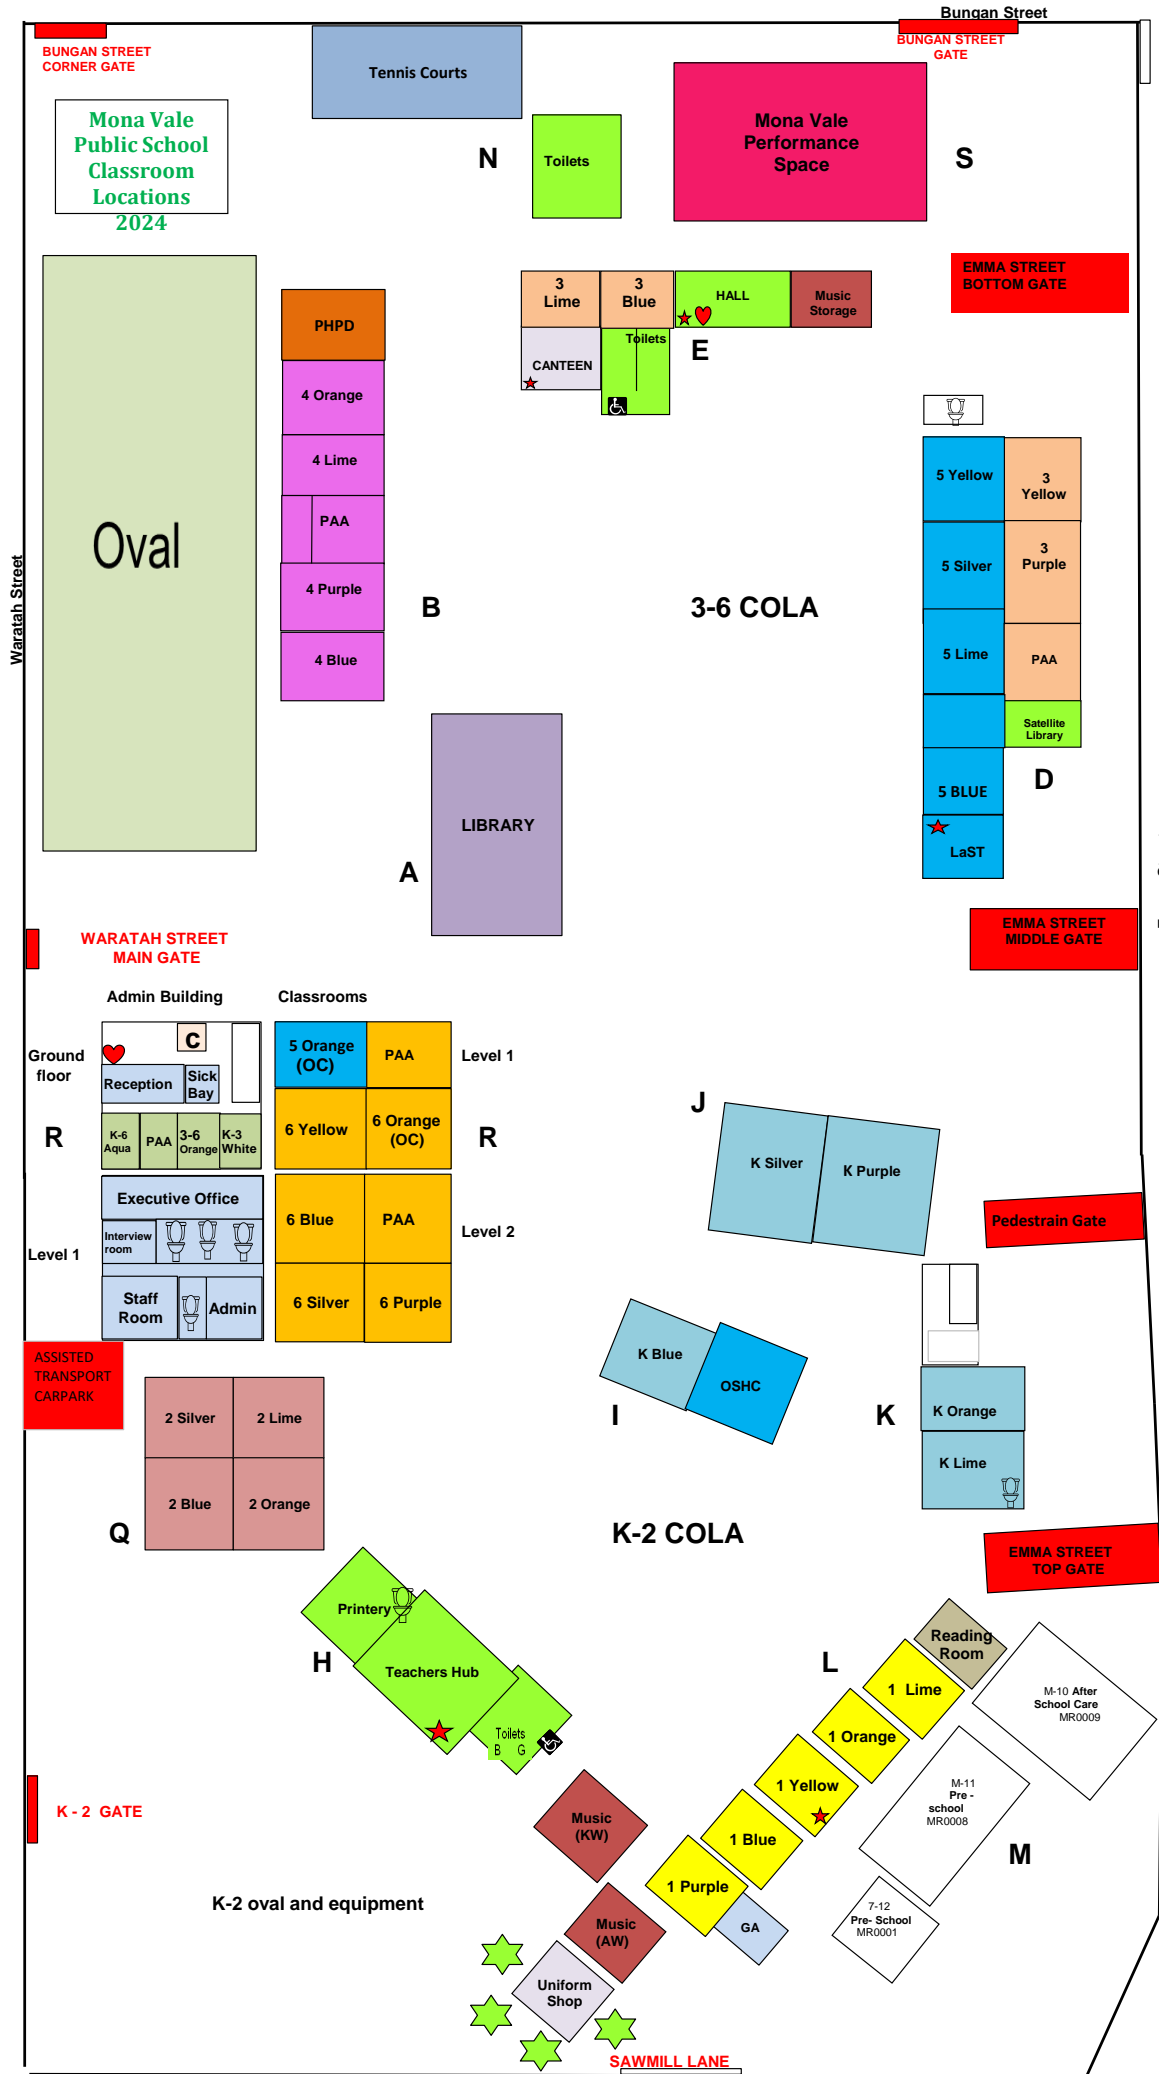 Bungan Street
BUNGAN STREET
CORNER GATE
BUNGAN STREET
GATE
Tennis Courts
Mona Vale
Public School
Classroom
Locations
2024
N
Toilets
Mona Vale
Performance
Space
S
EMMA STREET
BOTTOM GATE
3
Lime
3
Blue
HALL
Music
Storage
CANTEEN
Toilets
E
PHPD
4 Orange
4 Lime
PAA
4 Purple
4 Blue
Oval
Waratah Street
B
3-6 COLA
5 Yellow
3
Yellow
5 Silver
3
Purple
5 Lime
PAA
Satellite
Library
5 BLUE
D
LaST
LIBRARY
A
WARATAH STREET
MAIN GATE
EMMA STREET
MIDDLE GATE
Admin Building
Classrooms
Ground
floor
C
Reception
Sick
Bay
5 Orange
(OC)
PAA
Level 1
R
K-6
Aqua
PAA
3-6
Orange
K-3
White
6 Yellow
6 Orange
(OC)
R
Executive Office
Interview
room
Level 1
Staff
Room
Admin
6 Blue
PAA
Level 2
6 Silver
6 Purple
J
K Silver
K Purple
Pedestrain Gate
ASSISTED
TRANSPORT
CARPARK
K Blue
OSHC
I
K
K Orange
K Lime
2 Silver
2 Lime
2 Blue
2 Orange
Q
K-2 COLA
EMMA STREET
TOP GATE
Printery
H
Teachers Hub
Toilets
B G
L
Reading
Room
1 Lime
1 Orange
1 Yellow
1 Blue
1 Purple
GA
M-10 After
School Care
MR0009
M-11
Pre -
school
MR0008
M
7-12
Pre- School
MR0001
K - 2 GATE
Music
(KW)
K-2 oval and equipment
Music
(AW)
Uniform
Shop
SAWMILL LANE